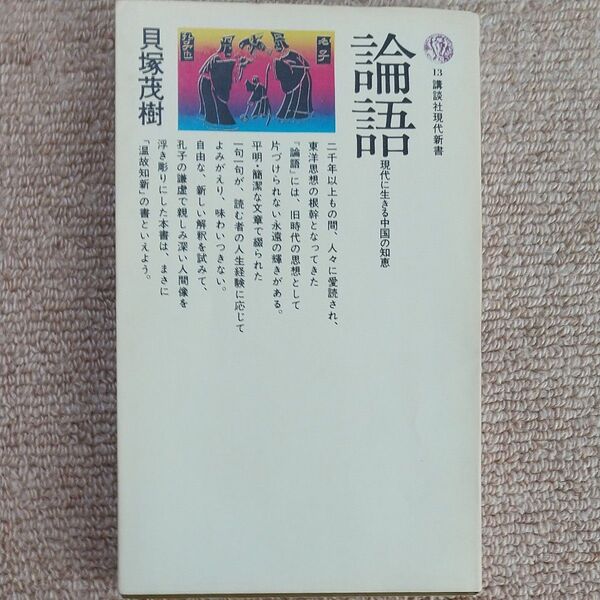 13 講談社現代新書
論語
現代に生きる中国の知恵
老子
孔子也
貝塚茂樹
二千年以上もの間、人々に愛読され、
東洋思想の根幹となってきた
『論語』には、旧時代の思想として
片づけられない永遠の輝きがある。
平明・簡潔な文章で綴られた
一句一句が、読む者の人生経験に応じて
よみがえり、味わいつきない。
自由な、新しい解釈を試みて、
孔子の謙虚で親しみ深い人間像を
浮き彫りにした本書は、まさに
「温故知新」の書といえよう。